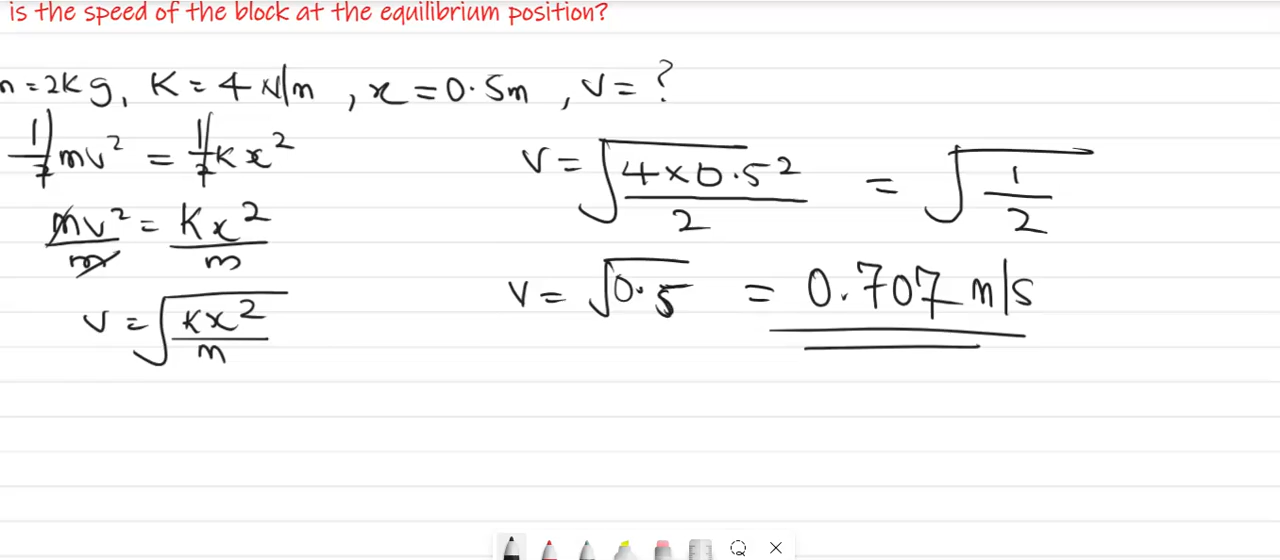 is the speed of the block at the equilibrium position?
m = 2Kg, K = 4 N/m, x = 0.5m, v = ?
1/2 mv² = 1/2 Kx²
mv²/m = Kx²/m
v = √(Kx²/m)
v = √(4×0.5²/2) = √(1/2)
v = √0.5 = 0.707 m/s